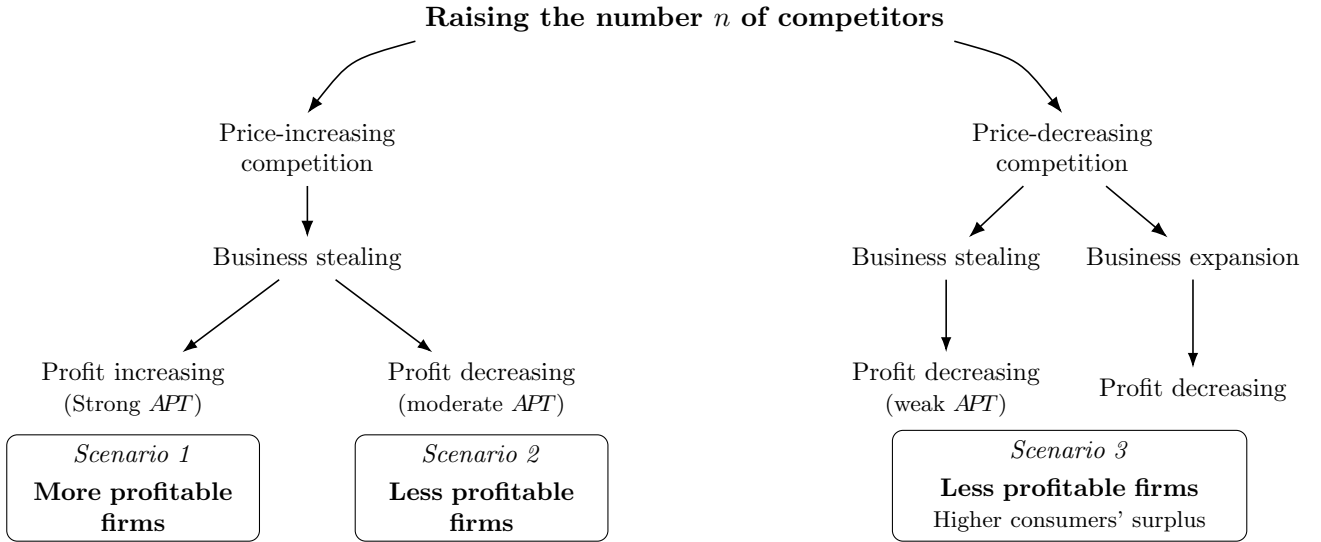 Raising the number n of competitors
Price-increasing
competition
Price-decreasing
competition
Business stealing
Business stealing
Business expansion
Profit increasing
(Strong APT)
Profit decreasing
(moderate APT)
Profit decreasing
(weak APT)
Profit decreasing
Scenario 1
More profitable
firms
Scenario 2
Less profitable
firms
Scenario 3
Less profitable firms
Higher consumers' surplus